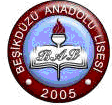 BEŞİKDÜZÜ ANADOLU LİSESİ
B.A.L
2005